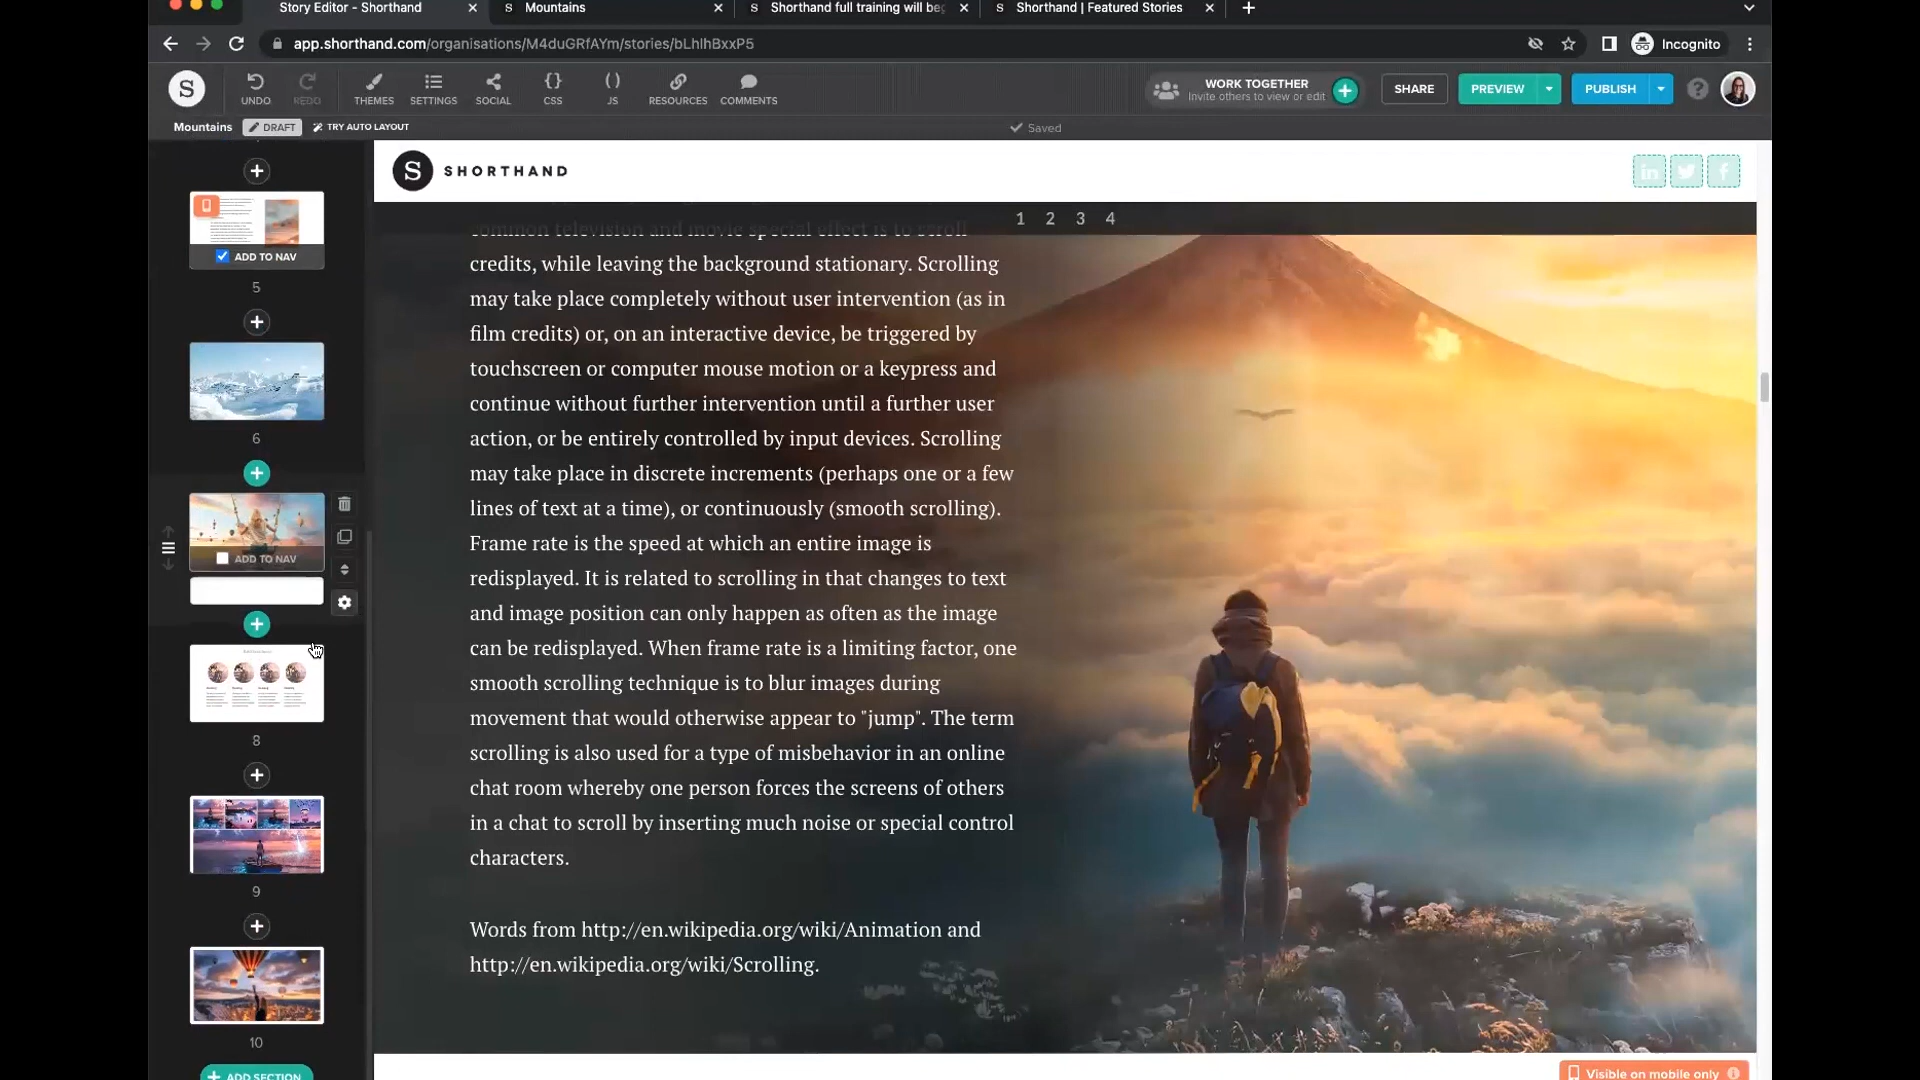 Story Editor - Shorthand
Mountains
Shorthand full training will be
Shorthand | Featured Stories
app.shorthand.com/organisations/M4duGRfAYm/stories/bLhlhBxxP5
Incognito
S
UNDO
REDO
THEMES
SETTINGS
SOCIAL
{}
CSS
()
JS
RESOURCES
COMMENTS
WORK TOGETHER
Invite others to view or edit
SHARE
PREVIEW
PUBLISH
?
Mountains
DRAFT
TRY AUTO LAYOUT
Saved
S SHORTHAND
in
f
1 2 3 4
common television and movie special effect is to scroll
credits, while leaving the background stationary. Scrolling
may take place completely without user intervention (as in
film credits) or, on an interactive device, be triggered by
touchscreen or computer mouse motion or a keypress and
continue without further intervention until a further user
action, or be entirely controlled by input devices. Scrolling
may take place in discrete increments (perhaps one or a few
lines of text at a time), or continuously (smooth scrolling).
Frame rate is the speed at which an entire image is
redisplayed. It is related to scrolling in that changes to text
and image position can only happen as often as the image
can be redisplayed. When frame rate is a limiting factor, one
smooth scrolling technique is to blur images during
movement that would otherwise appear to "jump". The term
scrolling is also used for a type of misbehavior in an online
chat room whereby one person forces the screens of others
in a chat to scroll by inserting much noise or special control
characters.
Words from http://en.wikipedia.org/wiki/Animation and
http://en.wikipedia.org/wiki/Scrolling.
ADD TO NAV
5
6
ADD TO NAV
8
9
10
ADD SECTION
Visible on mobile only